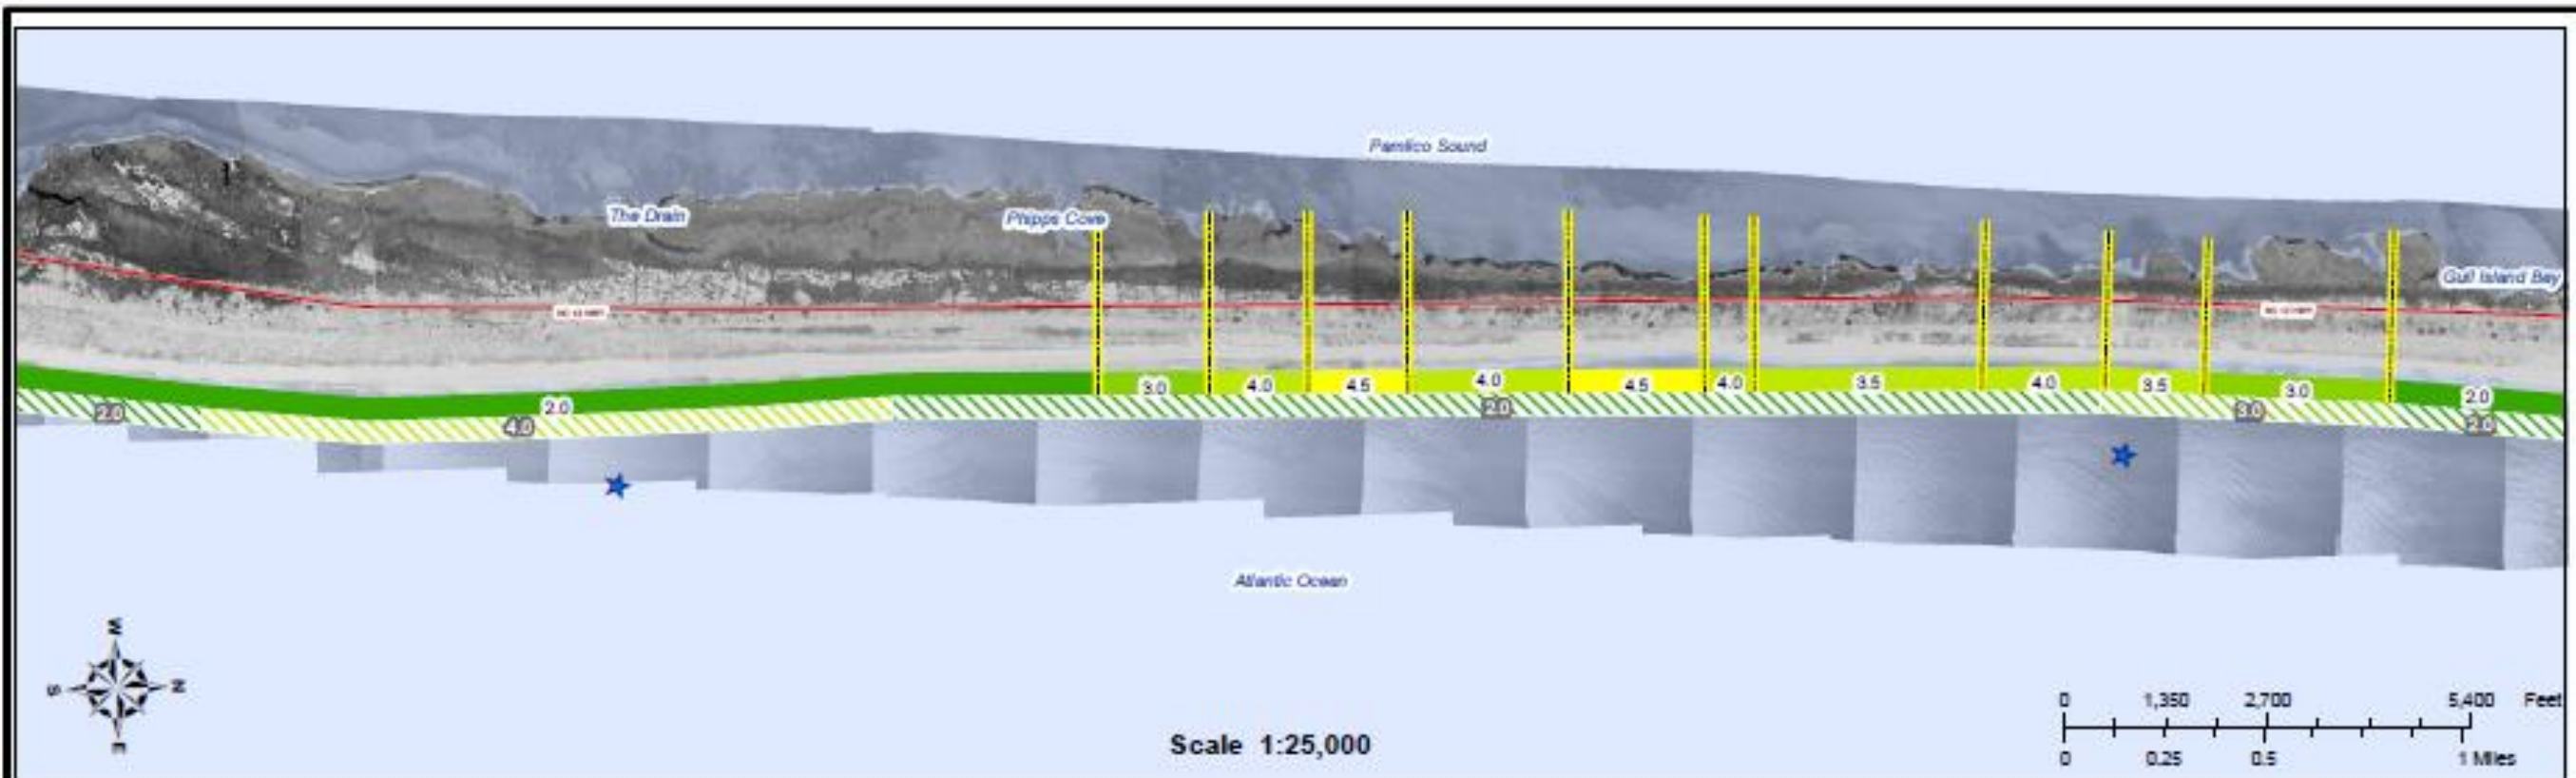 Pamlico Sound
The Drain
Phipps Cove
Gull Island Bay
3.0
4.0
4.5
4.0
4.5
4.0
3.5
4.0
3.5
3.0
2.0
2.0
2.0
4.0
2.0
3.0
2.0
Atlantic Ocean
W
S
N
E
Scale 1:25,000
0 1,350 2,700 5,400 Feet
0 0.25 0.5 1 Miles